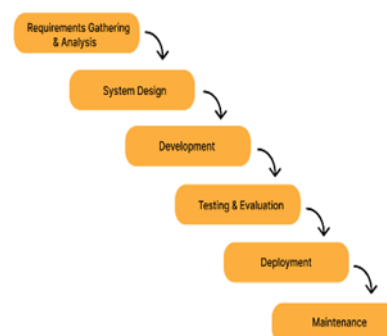 Requirements Gathering
& Analysis
System Design
Development
Testing & Evaluation
Deployment
Maintenance